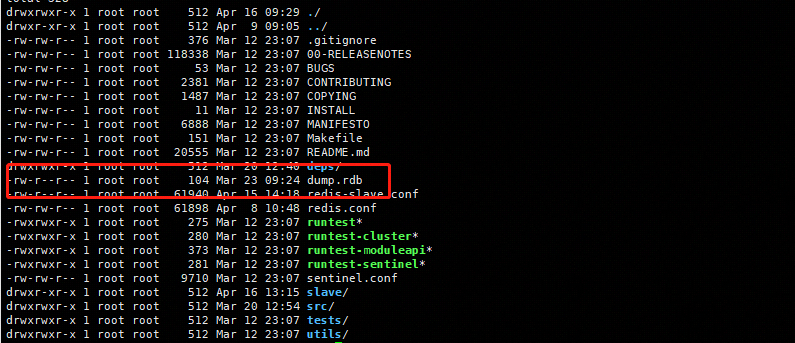 total 328
drwxrwxr-x 1 root root    512 Apr 16 09:29 ./
drwxr-xr-x 1 root root    512 Apr  9 09:05 ../
-rw-rw-r-- 1 root root    376 Mar 12 23:07 .gitignore
-rw-rw-r-- 1 root root 118338 Mar 12 23:07 00-RELEASENOTES
-rw-rw-r-- 1 root root     53 Mar 12 23:07 BUGS
-rw-rw-r-- 1 root root   2381 Mar 12 23:07 CONTRIBUTING
-rw-rw-r-- 1 root root   1487 Mar 12 23:07 COPYING
-rw-rw-r-- 1 root root     11 Mar 12 23:07 INSTALL
-rw-rw-r-- 1 root root   6888 Mar 12 23:07 MANIFESTO
-rw-rw-r-- 1 root root    151 Mar 12 23:07 Makefile
-rw-rw-r-- 1 root root  20555 Mar 12 23:07 README.md
drwxrwxr-x 1 root root    512 Mar 20 12:40 deps/
-rw-r--r-- 1 root root    104 Mar 23 09:24 dump.rdb
-rw-r--r-- 1 root root  61940 Apr 15 14:18 redis-slave.conf
-rw-rw-r-- 1 root root  61898 Apr  8 10:48 redis.conf
-rwxrwxr-x 1 root root    275 Mar 12 23:07 runtest*
-rwxrwxr-x 1 root root    280 Mar 12 23:07 runtest-cluster*
-rwxrwxr-x 1 root root    373 Mar 12 23:07 runtest-moduleapi*
-rwxrwxr-x 1 root root    281 Mar 12 23:07 runtest-sentinel*
-rw-rw-r-- 1 root root   9710 Mar 12 23:07 sentinel.conf
drwxr-xr-x 1 root root    512 Apr 16 13:15 slave/
drwxrwxr-x 1 root root    512 Mar 20 12:54 src/
drwxrwxr-x 1 root root    512 Mar 12 23:07 tests/
drwxrwxr-x 1 root root    512 Mar 12 23:07 utils/